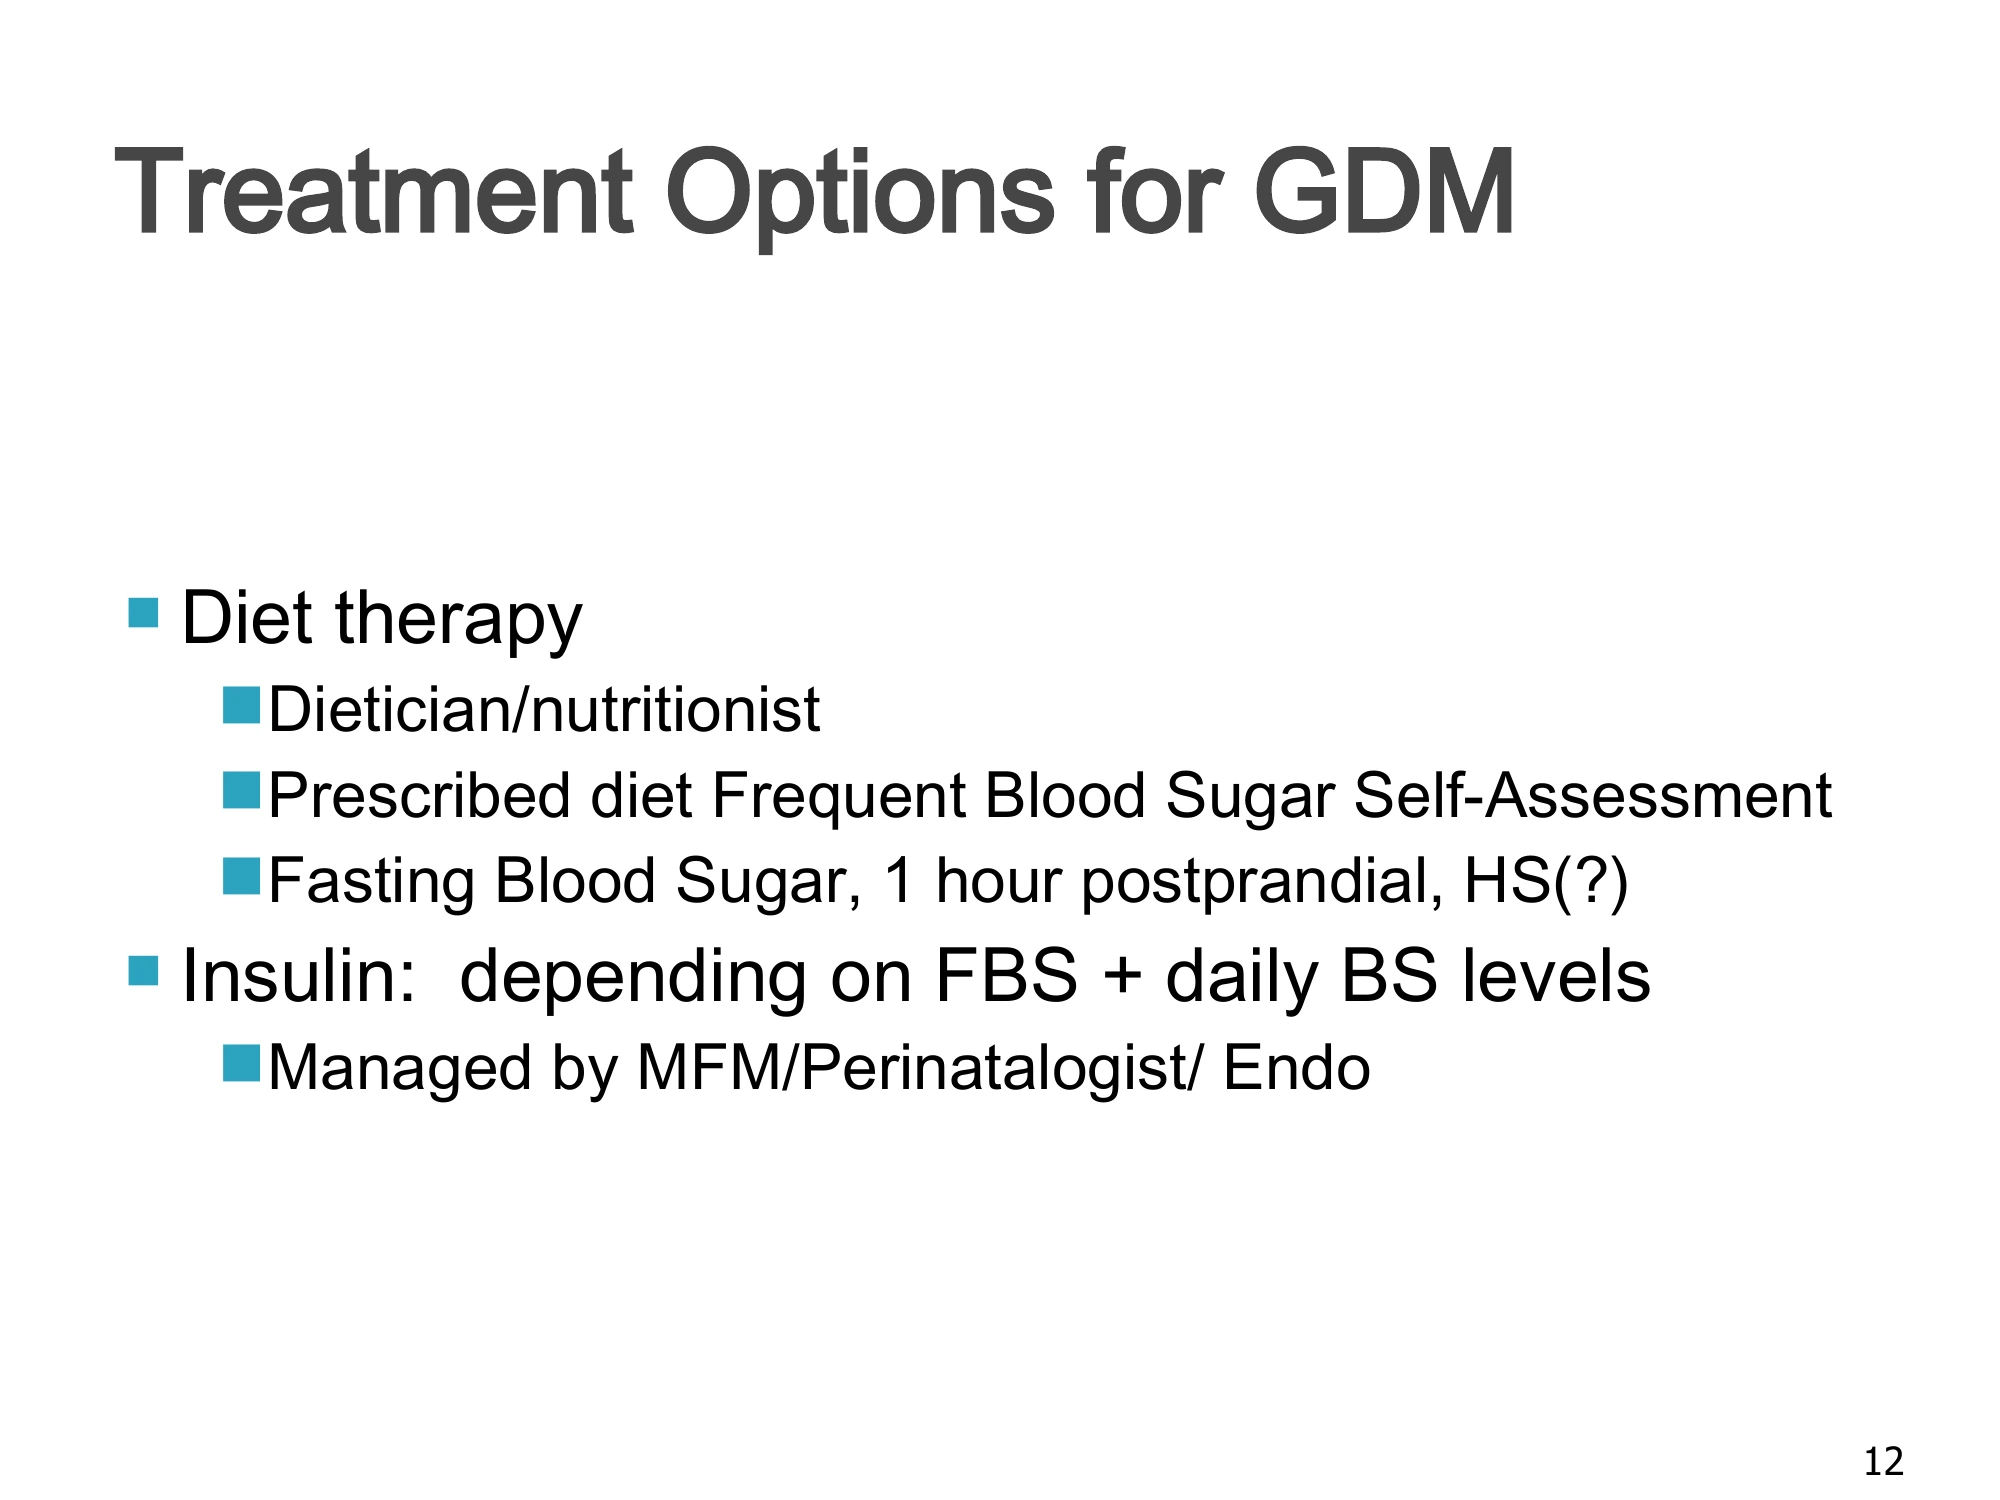 Treatment Options for GDM
Diet therapy
Dietician/nutritionist
Prescribed diet Frequent Blood Sugar Self-Assessment
Fasting Blood Sugar, 1 hour postprandial, HS(?)
Insulin:  depending on FBS + daily BS levels
Managed by MFM/Perinatalogist/ Endo
12